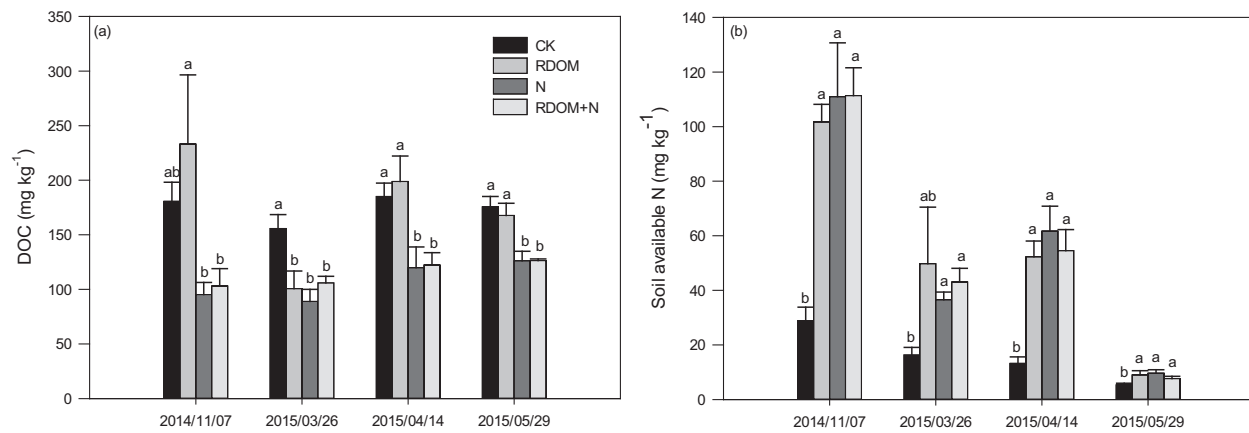 (a)
DOC (mg kg-1)
350
300
250
200
150
100
50
0
CK
RDOM
N
RDOM+N
ab
a
b
b
a
b
b
b
a
a
b
b
a
a
b
b
2014/11/07
2015/03/26
2015/04/14
2015/05/29
(b)
Soil available N (mg kg-1)
140
120
100
80
60
40
20
0
b
a
a
a
b
ab
a
a
b
a
a
a
b
a
a
a
2014/11/07
2015/03/26
2015/04/14
2015/05/29